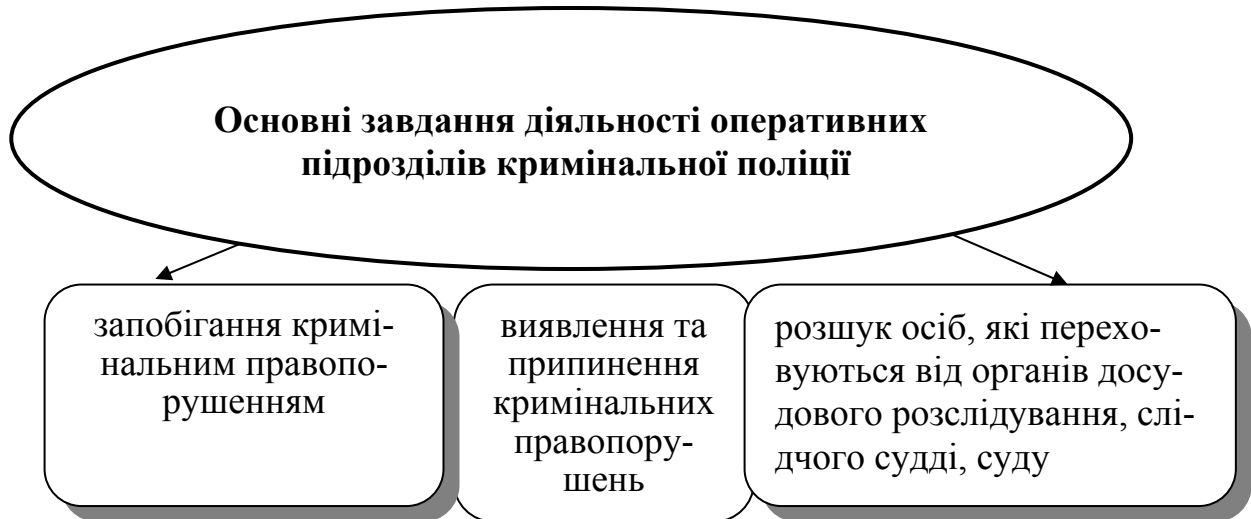 Основні завдання діяльності оперативних
підрозділів кримінальної поліції
запобігання кримі-
нальним правопо-
рушенням
виявлення та
припинення
кримінальних
правопору-
шень
розшук осіб, які перехо-
вуються від органів досу-
дового розслідування, слі-
дчого судді, суду